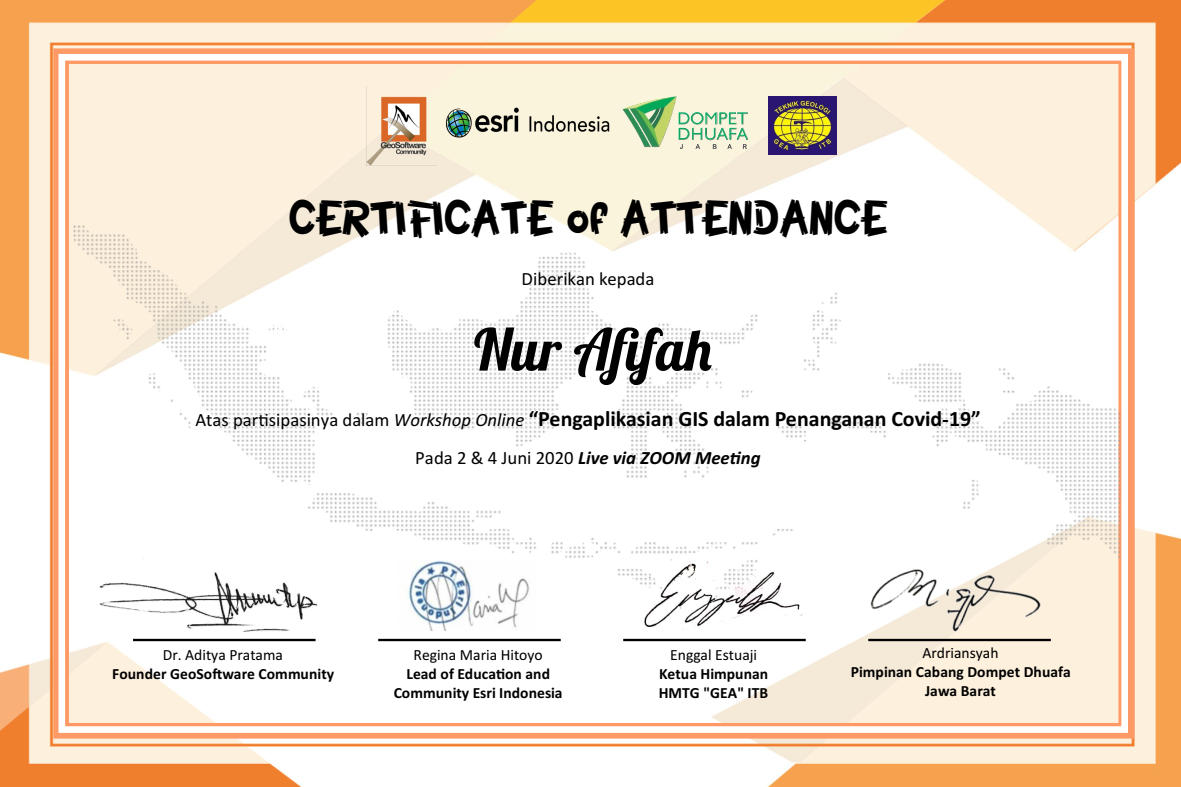 GeoSoftware
Community
esri Indonesia
DOMPET
DHUAFA
JABAR
TEKNIK GEOLOGI
GEA ITB
CERTIFICATE of ATTENDANCE
Diberikan kepada
Nur Afifah
Atas partisipasinya dalam Workshop Online “Pengaplikasian GIS dalam Penanganan Covid-19”
Pada 2 & 4 Juni 2020 Live via ZOOM Meeting
PT. Esri Indonesia
Dr. Aditya Pratama
Founder GeoSoftware Community
Regina Maria Hitoyo
Lead of Education and
Community Esri Indonesia
Enggal Estuaji
Ketua Himpunan
HMTG "GEA" ITB
Ardriansyah
Pimpinan Cabang Dompet Dhuafa
Jawa Barat